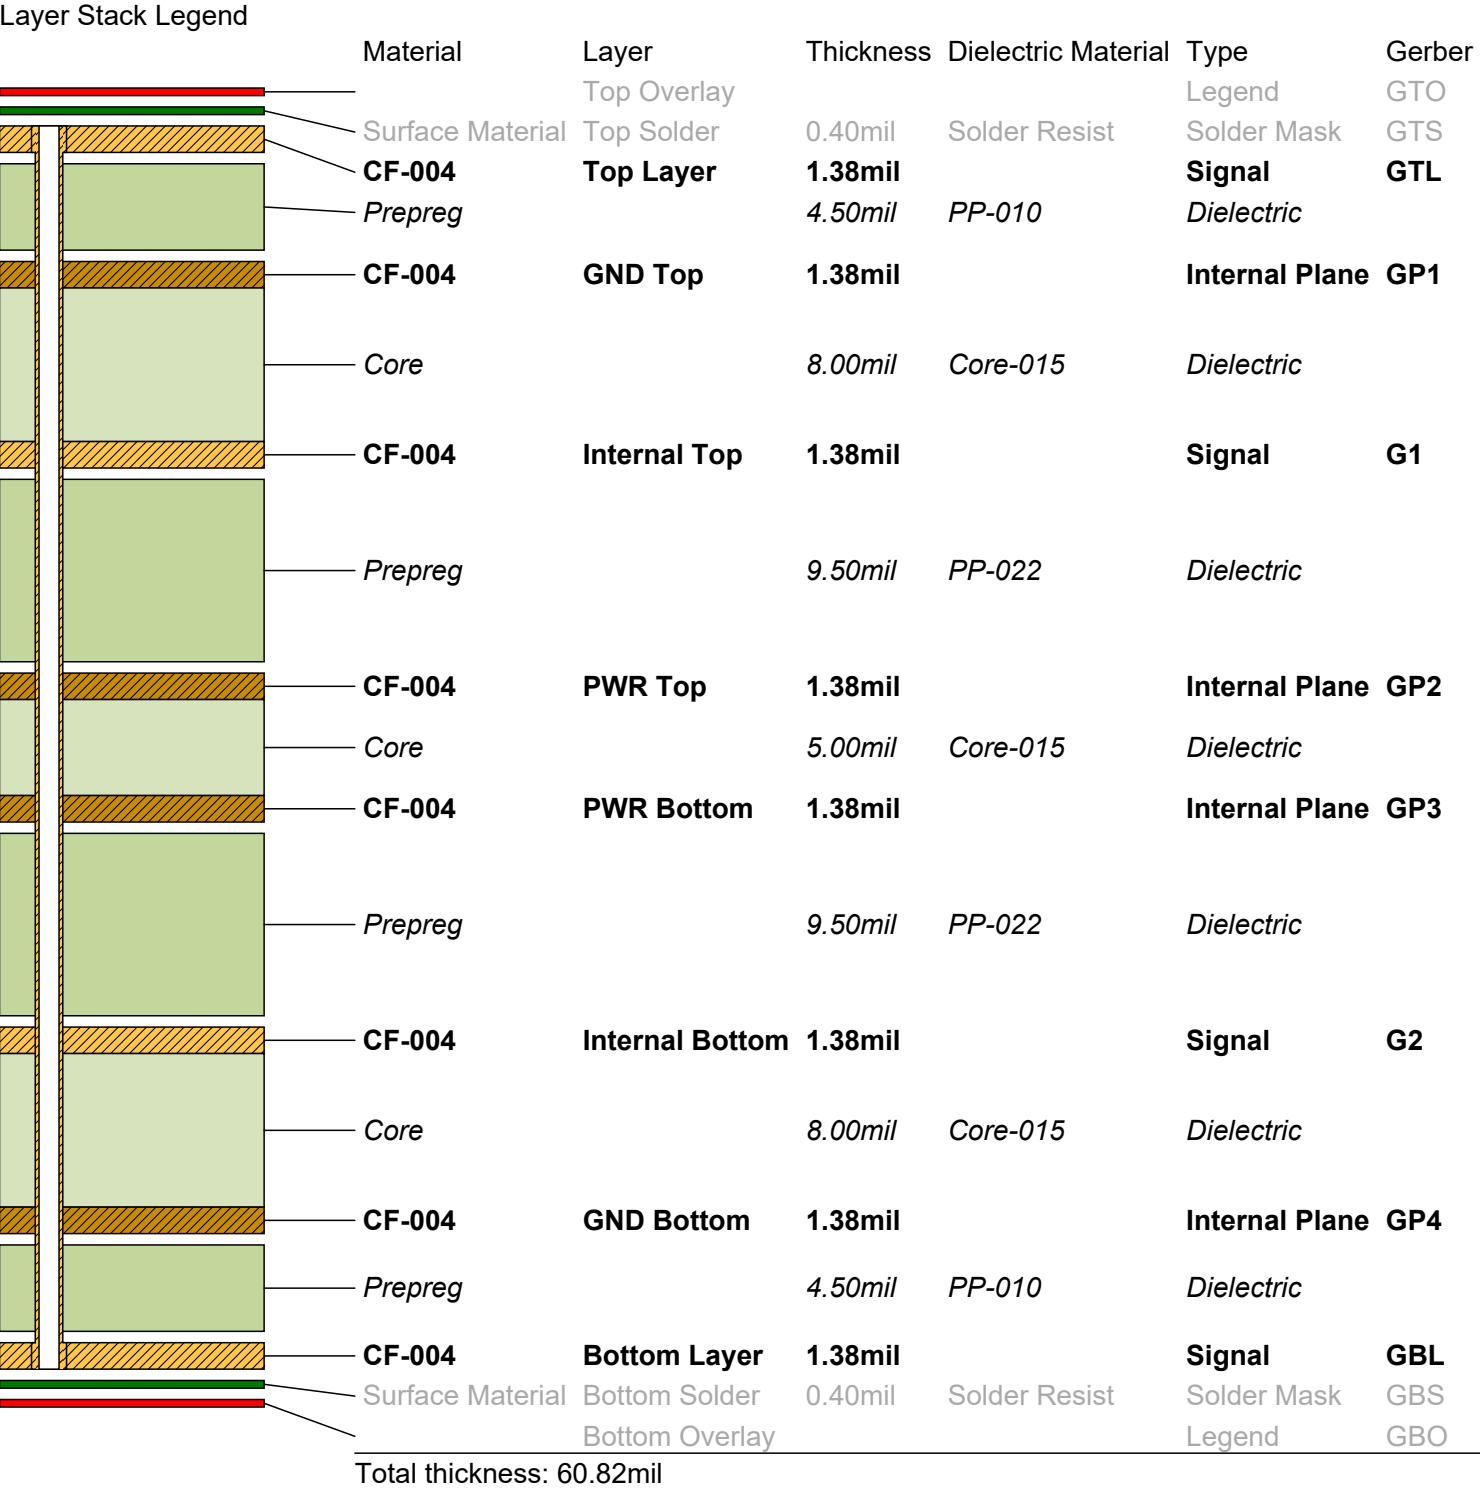 Layer Stack Legend
Material Layer Thickness Dielectric Material Type Gerber
Top Overlay Legend GTO
Surface Material Top Solder 0.40mil Solder Resist Solder Mask GTS
CF-004 Top Layer 1.38mil Signal GTL
Prepreg 4.50mil PP-010 Dielectric
CF-004 GND Top 1.38mil Internal Plane GP1
Core 8.00mil Core-015 Dielectric
CF-004 Internal Top 1.38mil Signal G1
Prepreg 9.50mil PP-022 Dielectric
CF-004 PWR Top 1.38mil Internal Plane GP2
Core 5.00mil Core-015 Dielectric
CF-004 PWR Bottom 1.38mil Internal Plane GP3
Prepreg 9.50mil PP-022 Dielectric
CF-004 Internal Bottom 1.38mil Signal G2
Core 8.00mil Core-015 Dielectric
CF-004 GND Bottom 1.38mil Internal Plane GP4
Prepreg 4.50mil PP-010 Dielectric
CF-004 Bottom Layer 1.38mil Signal GBL
Surface Material Bottom Solder 0.40mil Solder Resist Solder Mask GBS
Bottom Overlay Legend GBO
Total thickness: 60.82mil